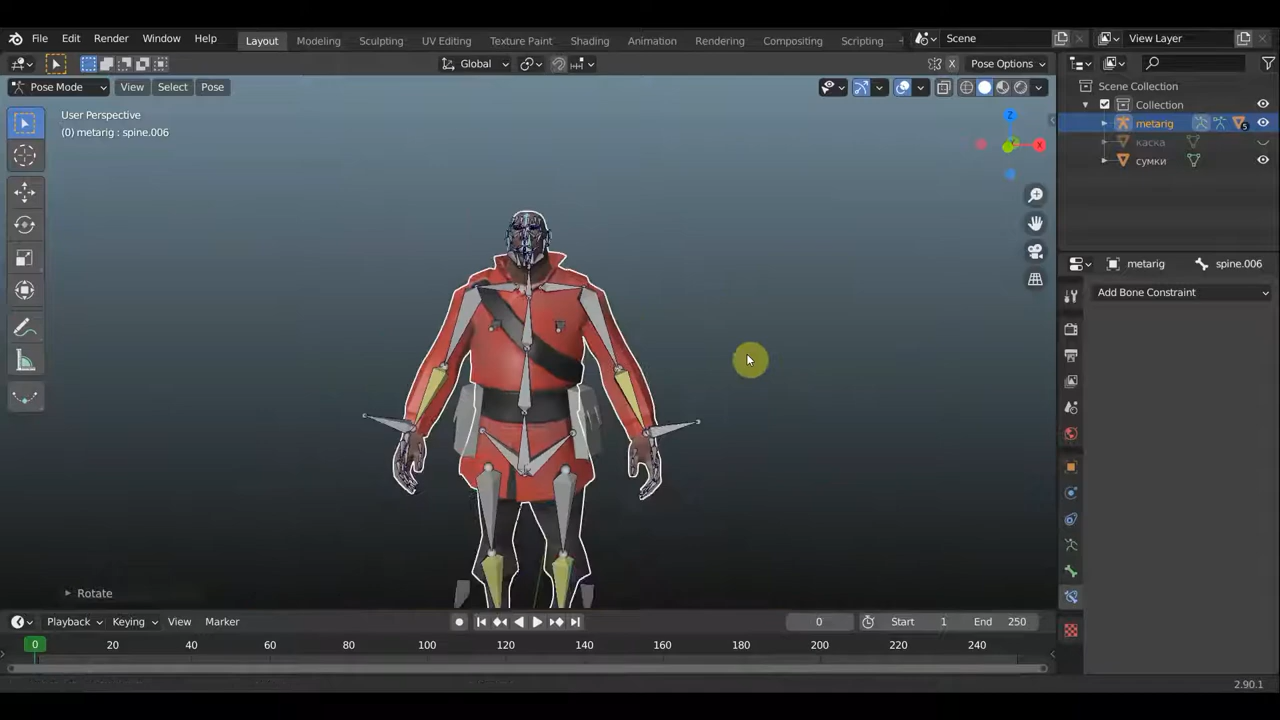 File Edit Render Window Help Layout Modeling Sculpting UV Editing Texture Paint Shading Animation Rendering Compositing Scripting Scene View Layer
Global Pose Options
Pose Mode View Select Pose
User Perspective
(0) metarig : spine.006
Z
X
Scene Collection
Collection
metarig 5
каска
сумки
metarig spine.006
Add Bone Constraint
Rotate
Playback Keying View Marker 0 Start 1 End 250
0 20 40 60 80 100 120 140 160 180 200 220 240
2.90.1